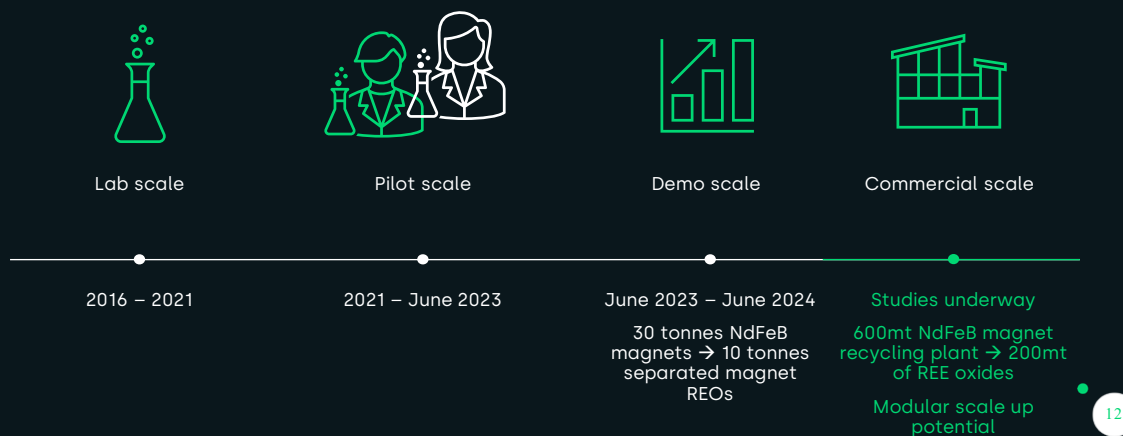 Lab scale
Pilot scale
Demo scale
Commercial scale
2016 – 2021
2021 – June 2023
June 2023 – June 2024
30 tonnes NdFeB
magnets → 10 tonnes
separated magnet
REOs
Studies underway
600mt NdFeB magnet
recycling plant → 200mt
of REE oxides
Modular scale up
potential
12